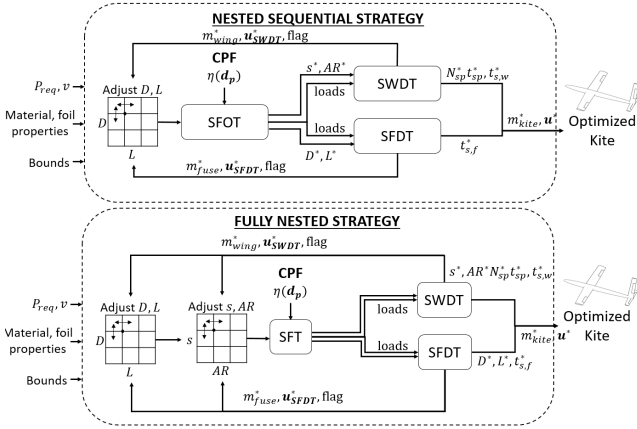 NESTED SEQUENTIAL STRATEGY
m*wing, u*SWDT, flag
CPF
η(dp)
Preq, v
Adjust D, L
Material, foil
properties
D
L
Bounds
SFOT
s*, AR*
loads
loads
D*, L*
SWDT
SFDT
N*sp t*sp, t*s,w
t*s,f
m*kite, u*
Optimized
Kite
m*fuse, u*SFDT, flag
FULLY NESTED STRATEGY
m*wing, u*SWDT, flag
CPF
η(dp)
Preq, v
Adjust D, L
Adjust s, AR
Material, foil
properties
D
L
s
AR
Bounds
SFT
loads
loads
SWDT
SFDT
s*, AR* N*sp t*sp, t*s,w
D*, L*, t*s,f
m*kite, u*
Optimized
Kite
m*fuse, u*SFDT, flag